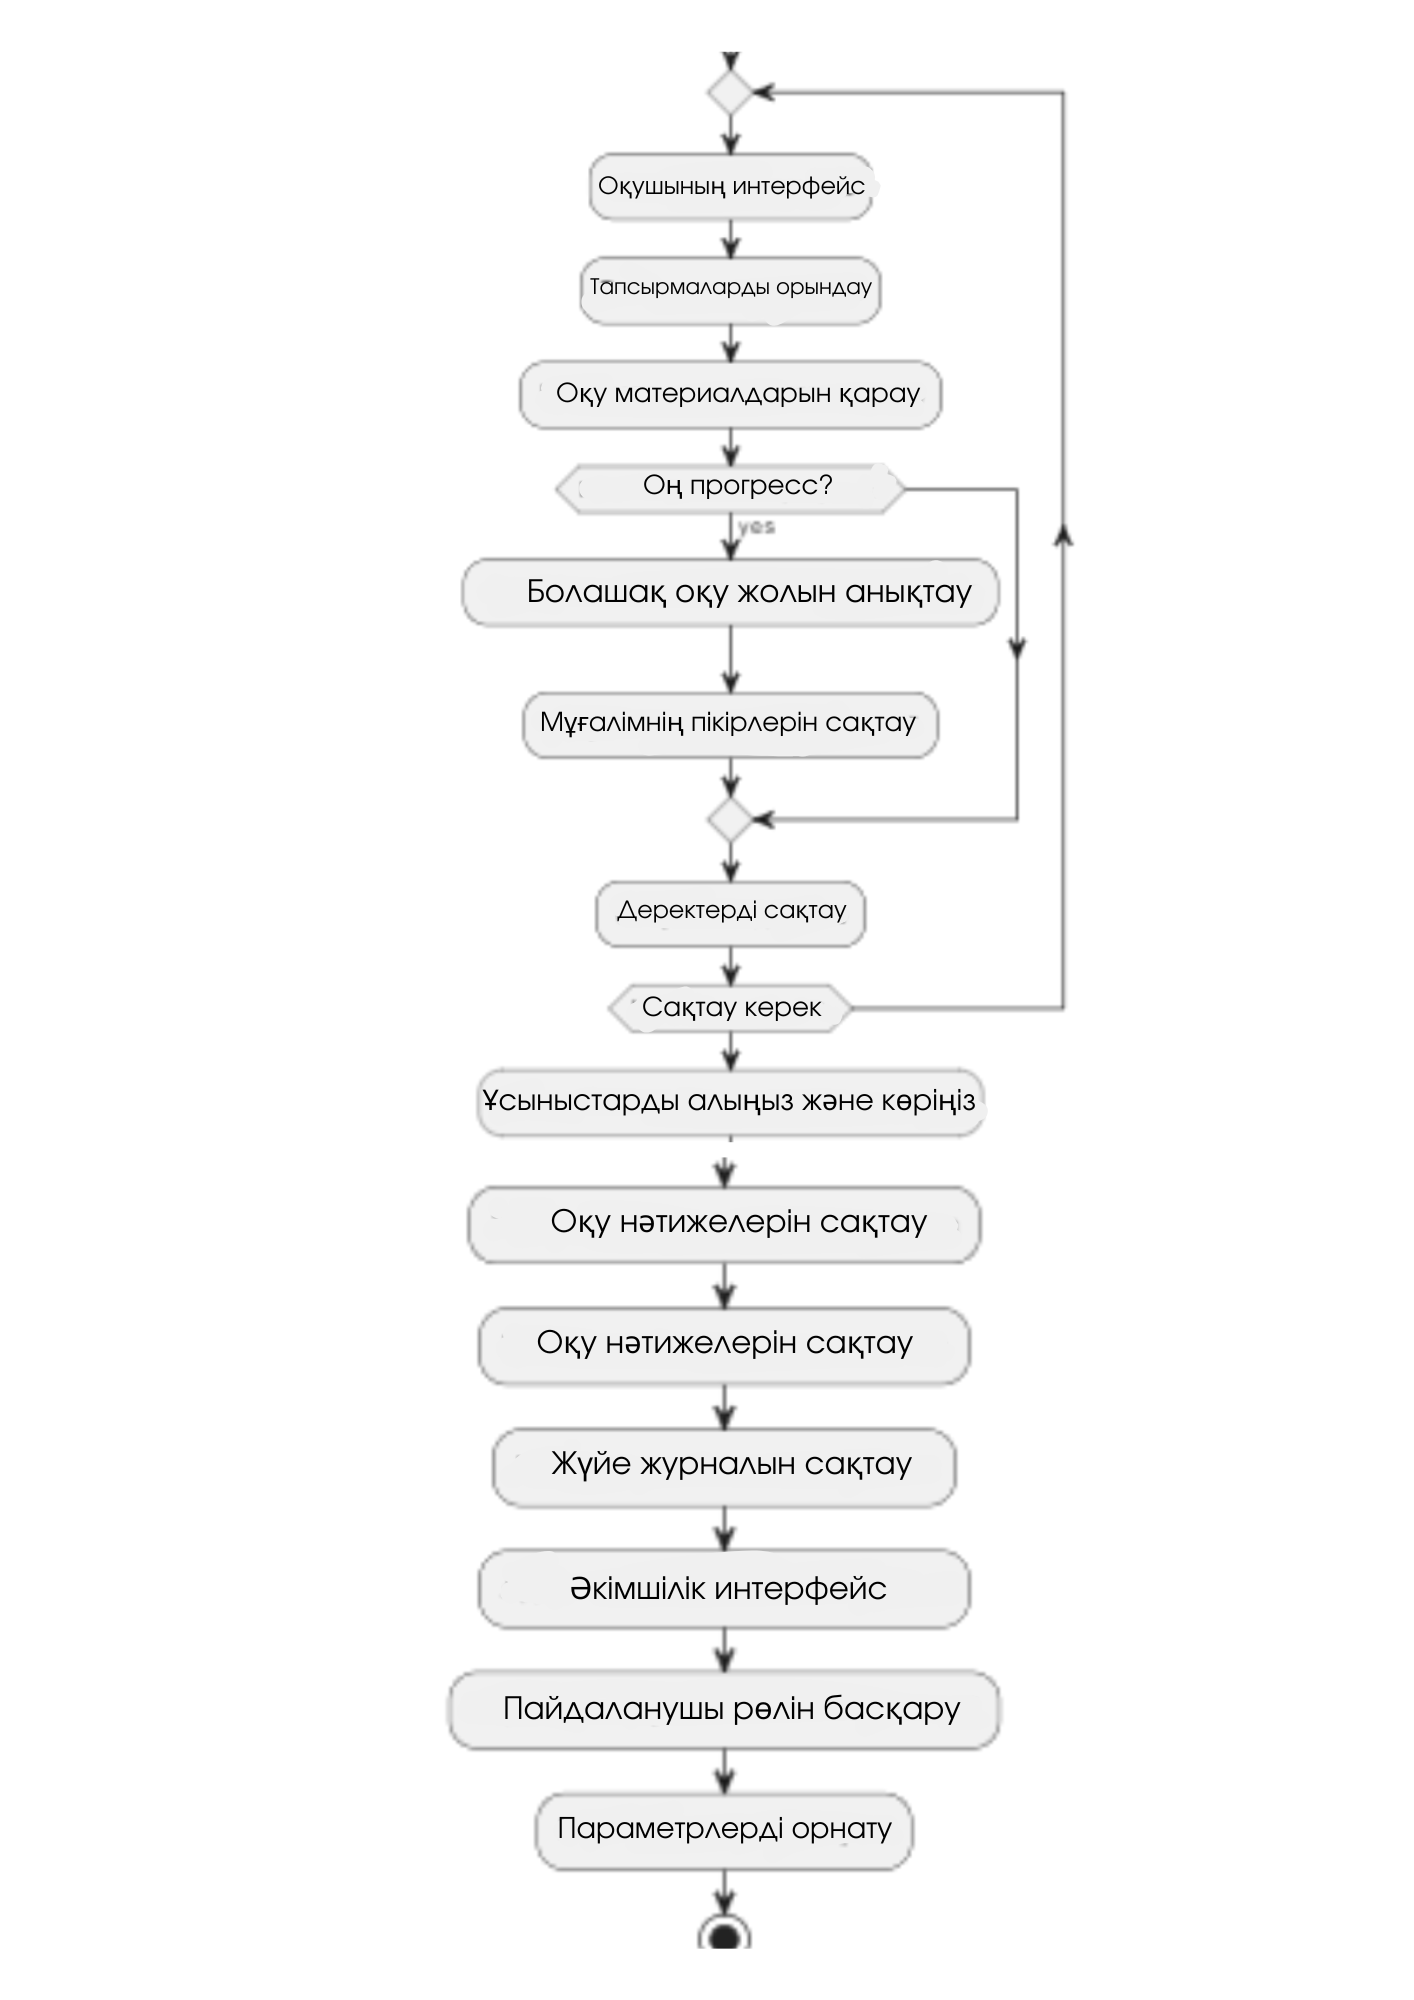 Оқушының интерфейс
Тапсырмаларды орындау
Оқу материалдарын қарау
Оң прогресс?
yes
Болашақ оқу жолын анықтау
Мұғалімнің пікірлерін сақтау
Деректерді сақтау
Сақтау керек
Ұсыныстарды алыңыз және көріңіз
Оқу нәтижелерін сақтау
Оқу нәтижелерін сақтау
Жүйе журналын сақтау
Әкімшілік интерфейс
Пайдаланушы рөлін басқару
Параметрлерді орнату